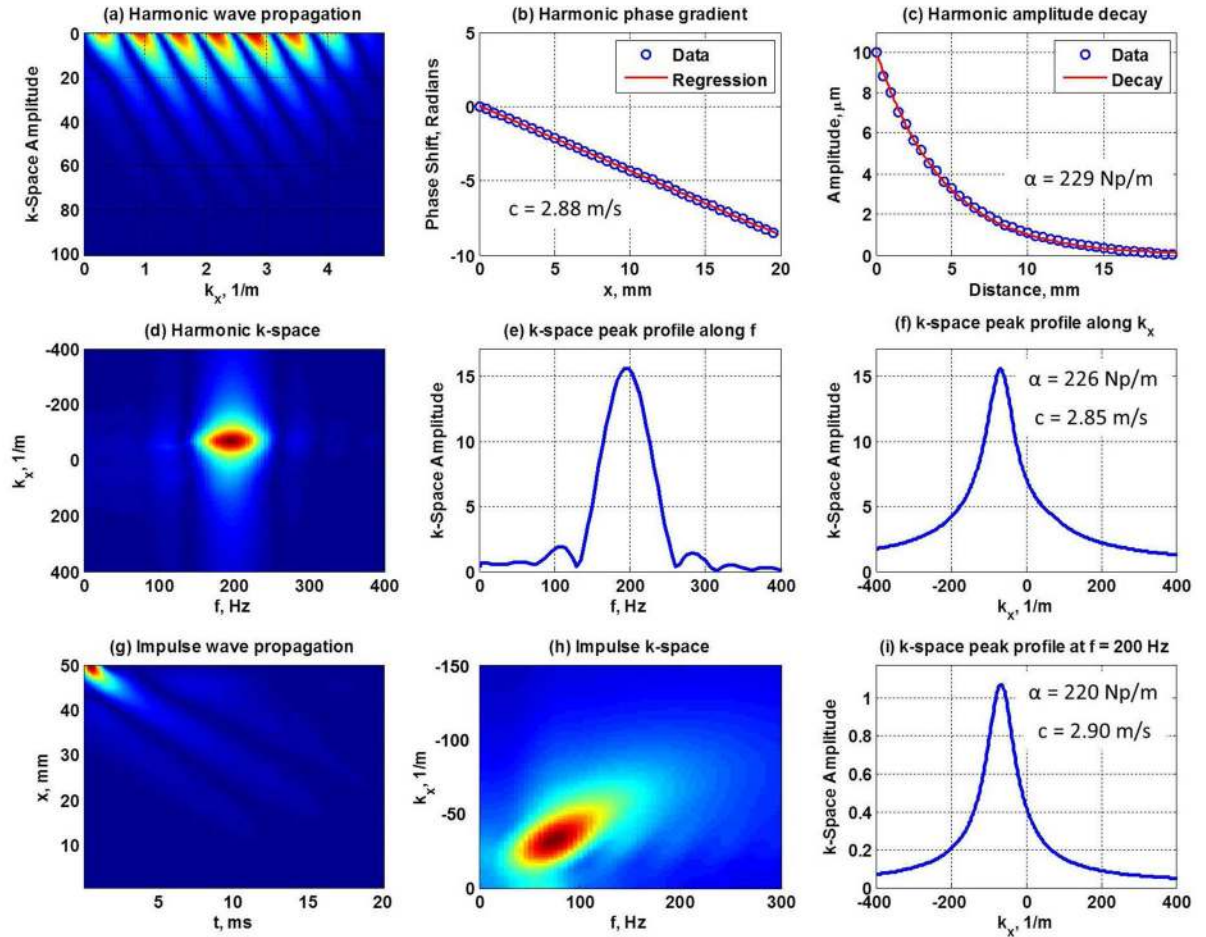 (a) Harmonic wave propagation
k-Space Amplitude
0
20
40
60
80
100
0 1 2 3 4
kₓ, 1/m
(b) Harmonic phase gradient
Data
Regression
Phase Shift, Radians
0
-5
-10
c = 2.88 m/s
0 5 10 15 20
x, mm
(c) Harmonic amplitude decay
Data
Decay
Amplitude, μm
10
8
6
4
2
0
α = 229 Np/m
0 5 10 15
Distance, mm
(d) Harmonic k-space
kₓ, 1/m
-400
-200
0
200
400
0 100 200 300 400
f, Hz
(e) k-space peak profile along f
k-Space Amplitude
15
10
5
0
0 100 200 300 400
f, Hz
(f) k-space peak profile along kₓ
k-Space Amplitude
15
10
5
0
α = 226 Np/m
c = 2.85 m/s
-400 -200 0 200 400
kₓ, 1/m
(g) Impulse wave propagation
x, mm
50
40
30
20
10
5 10 15 20
t, ms
(h) Impulse k-space
kₓ, 1/m
-150
-100
-50
0
0 100 200 300
f, Hz
(i) k-space peak profile at f = 200 Hz
k-Space Amplitude
1
0.8
0.6
0.4
0.2
0
α = 220 Np/m
c = 2.90 m/s
-400 -200 0 200 400
kₓ, 1/m